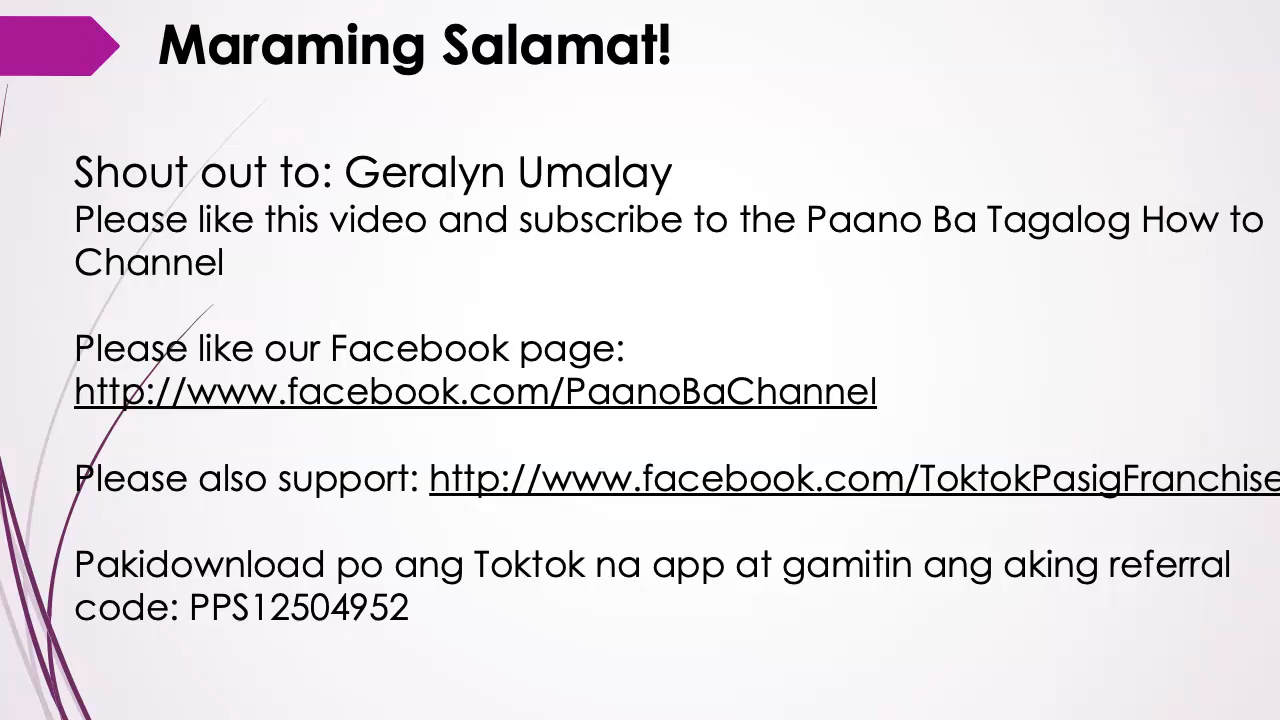 Maraming Salamat!
Shout out to: Geralyn Umalay
Please like this video and subscribe to the Paano Ba Tagalog How to
Channel
Please like our Facebook page:
http://www.facebook.com/PaanoBaChannel
Please also support: http://www.facebook.com/ToktokPasigFranchise
Pakidownload po ang Toktok na app at gamitin ang aking referral
code: PPS12504952